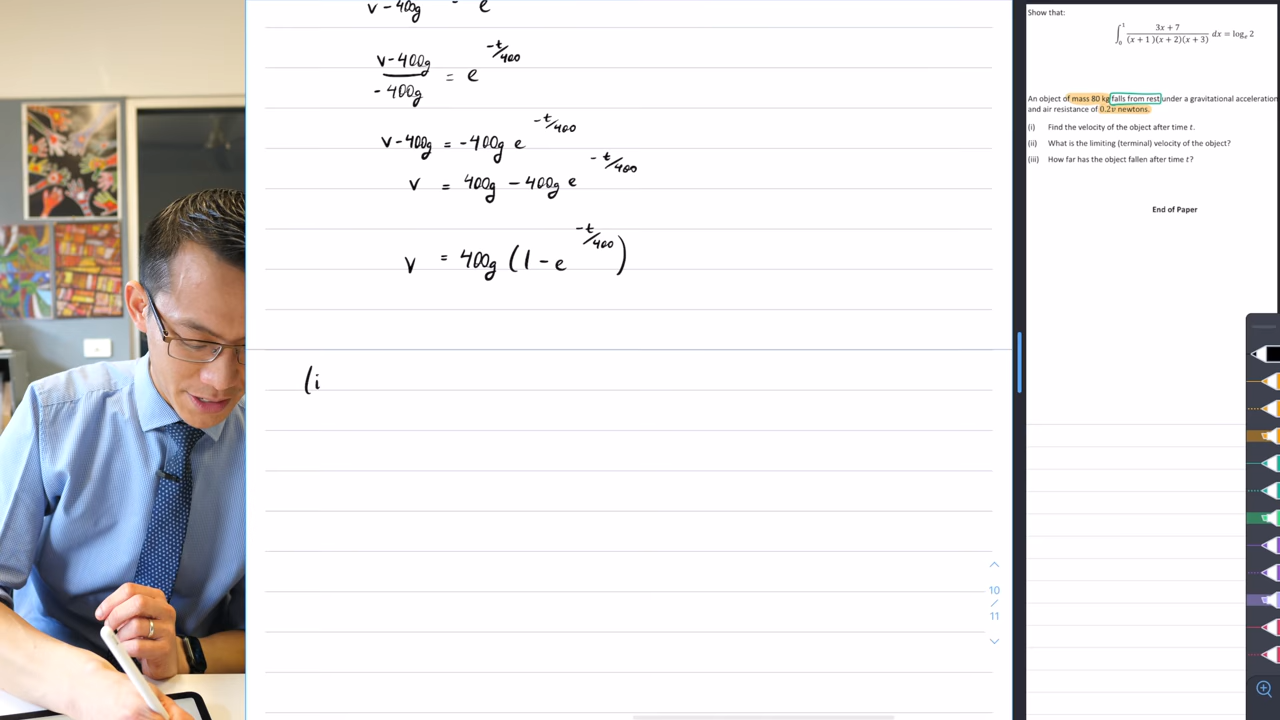 v-400g = e
v-400g/-400g = e^(-t/400)
v-400g = -400g e^(-t/400)
v = 400g - 400g e^(-t/400)
v = 400g (1-e^(-t/400))
(i
10
/
11
Show that:
∫₀¹ (3x + 7)/((x + 1)(x + 2)(x + 3)) dx = logₑ 2
An object of mass 80 kg falls from rest under a gravitational acceleration
and air resistance of 0.2v newtons.
(i) Find the velocity of the object after time t.
(ii) What is the limiting (terminal) velocity of the object?
(iii) How far has the object fallen after time t?
End of Paper